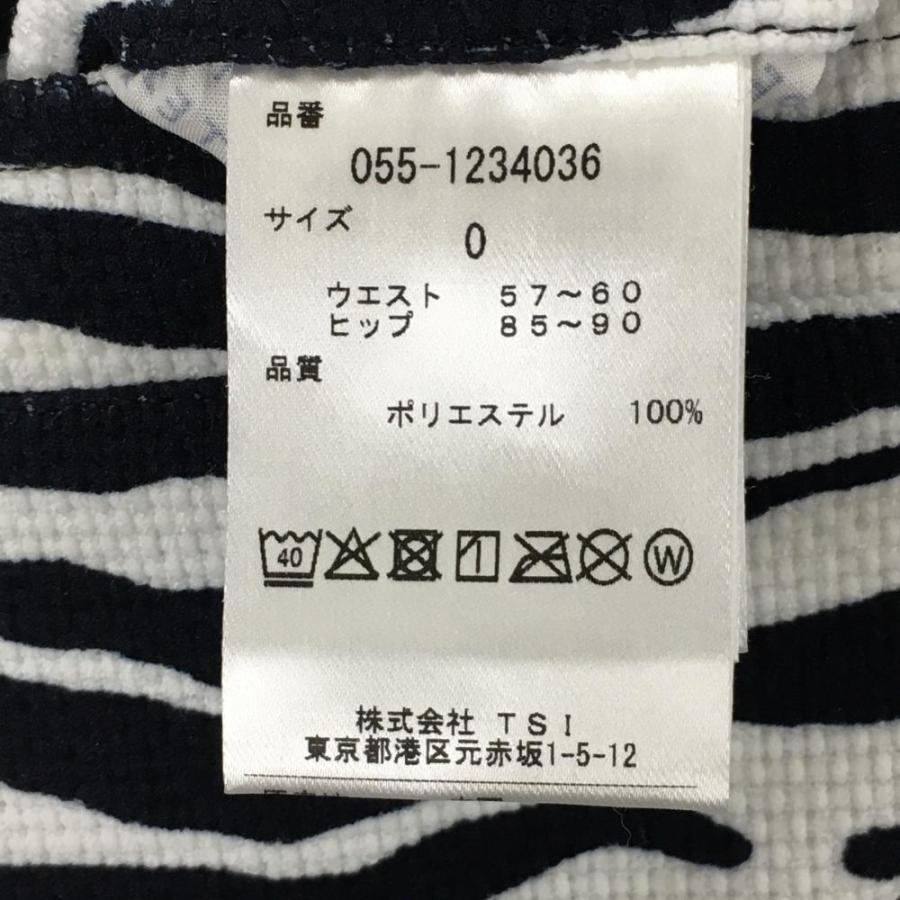 品番
055-1234036
サイズ
0
ウエスト 57～60
ヒップ 85～90
品質
ポリエステル 100%
40
W
株式会社 TSI
東京都港区元赤坂1-5-12